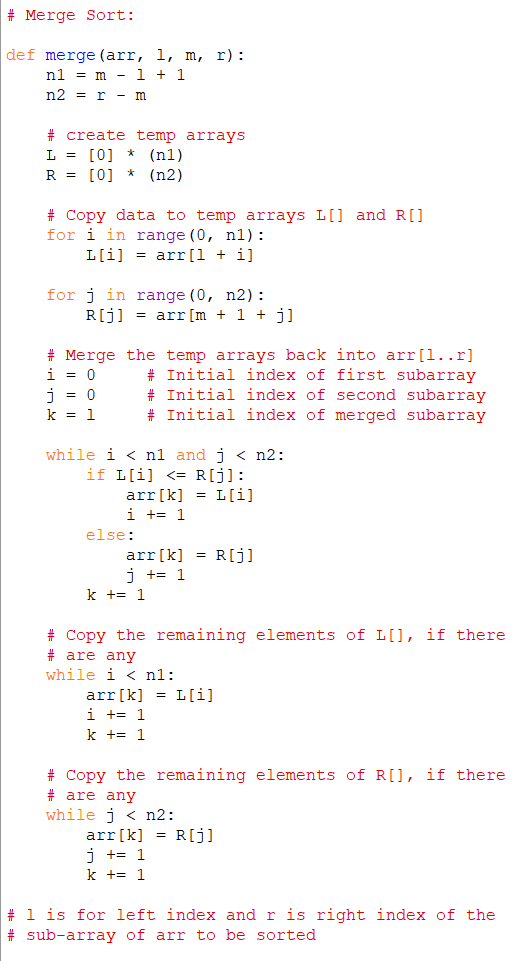 # Merge Sort:

def merge(arr, l, m, r):
    n1 = m - l + 1
    n2 = r - m

    # create temp arrays
    L = [0] * (n1)
    R = [0] * (n2)

    # Copy data to temp arrays L[] and R[]
    for i in range(0, n1):
        L[i] = arr[l + i]

    for j in range(0, n2):
        R[j] = arr[m + 1 + j]

    # Merge the temp arrays back into arr[l..r]
    i = 0     # Initial index of first subarray
    j = 0     # Initial index of second subarray
    k = l     # Initial index of merged subarray

    while i < n1 and j < n2:
        if L[i] <= R[j]:
            arr[k] = L[i]
            i += 1
        else:
            arr[k] = R[j]
            j += 1
        k += 1

    # Copy the remaining elements of L[], if there
    # are any
    while i < n1:
        arr[k] = L[i]
        i += 1
        k += 1

    # Copy the remaining elements of R[], if there
    # are any
    while j < n2:
        arr[k] = R[j]
        j += 1
        k += 1

# l is for left index and r is right index of the
# sub-array of arr to be sorted